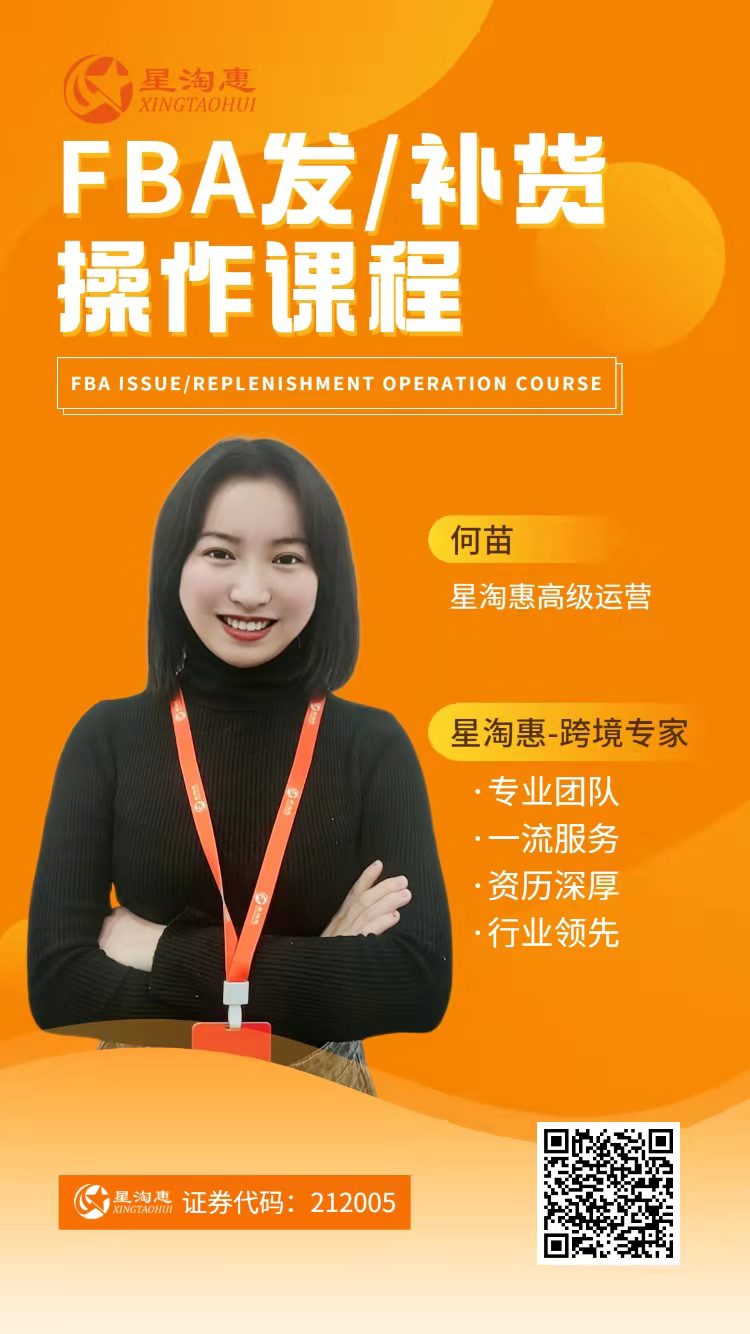 星淘惠
XINGTAOHUI
FBA发/补货
操作课程
FBA ISSUE/REPLENISHMENT OPERATION COURSE
何苗
星淘惠高级运营
星淘惠-跨境专家
·专业团队
·一流服务
·资历深厚
·行业领先
星淘惠
XINGTAOHUI
证券代码：212005